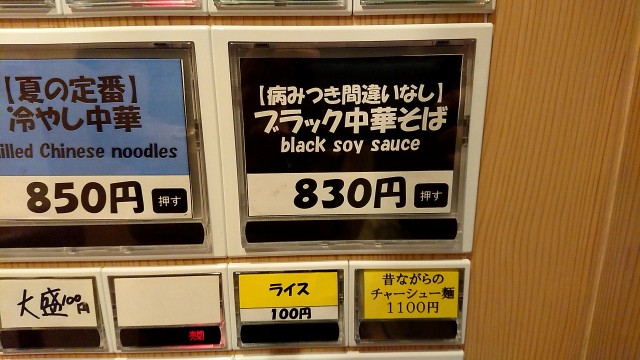 【夏の定番】
冷やし中華
illed Chinese noodles
850円 押す
【病みつき間違いなし】
ブラック中華そば
black soy sauce
830円 押す
大盛100円
売切
ライス
100円
昔ながらの
チャーシュー麺
1100円